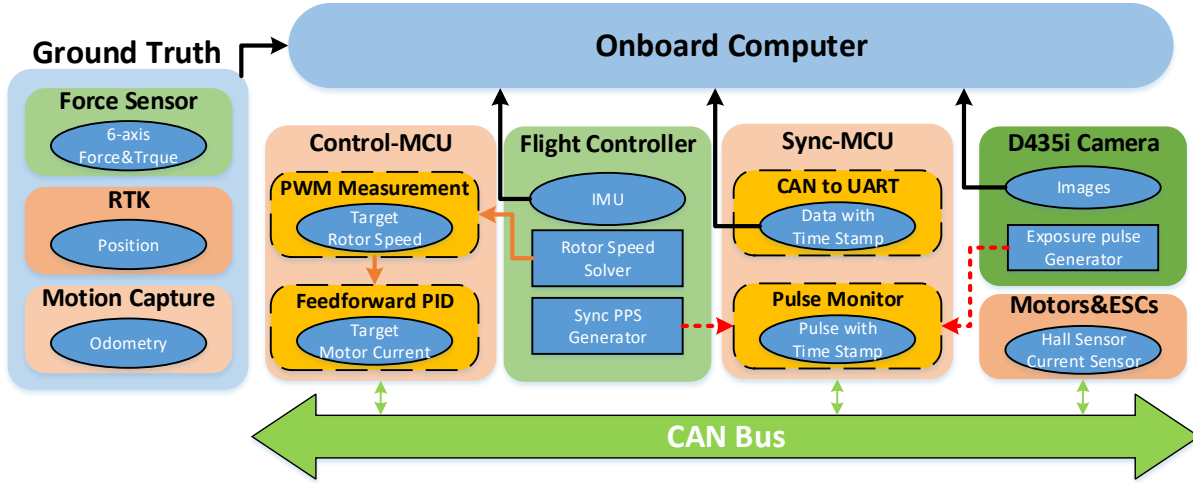 Onboard Computer
Ground Truth
Force Sensor
6-axis
Force&Trque
RTK
Position
Motion Capture
Odometry
Control-MCU
PWM Measurement
Target
Rotor Speed
Feedforward PID
Target
Motor Current
Flight Controller
IMU
Rotor Speed
Solver
Sync PPS
Generator
Sync-MCU
CAN to UART
Data with
Time Stamp
Pulse Monitor
Pulse with
Time Stamp
D435i Camera
Images
Exposure pulse
Generator
Motors&ESCs
Hall Sensor
Current Sensor
CAN Bus